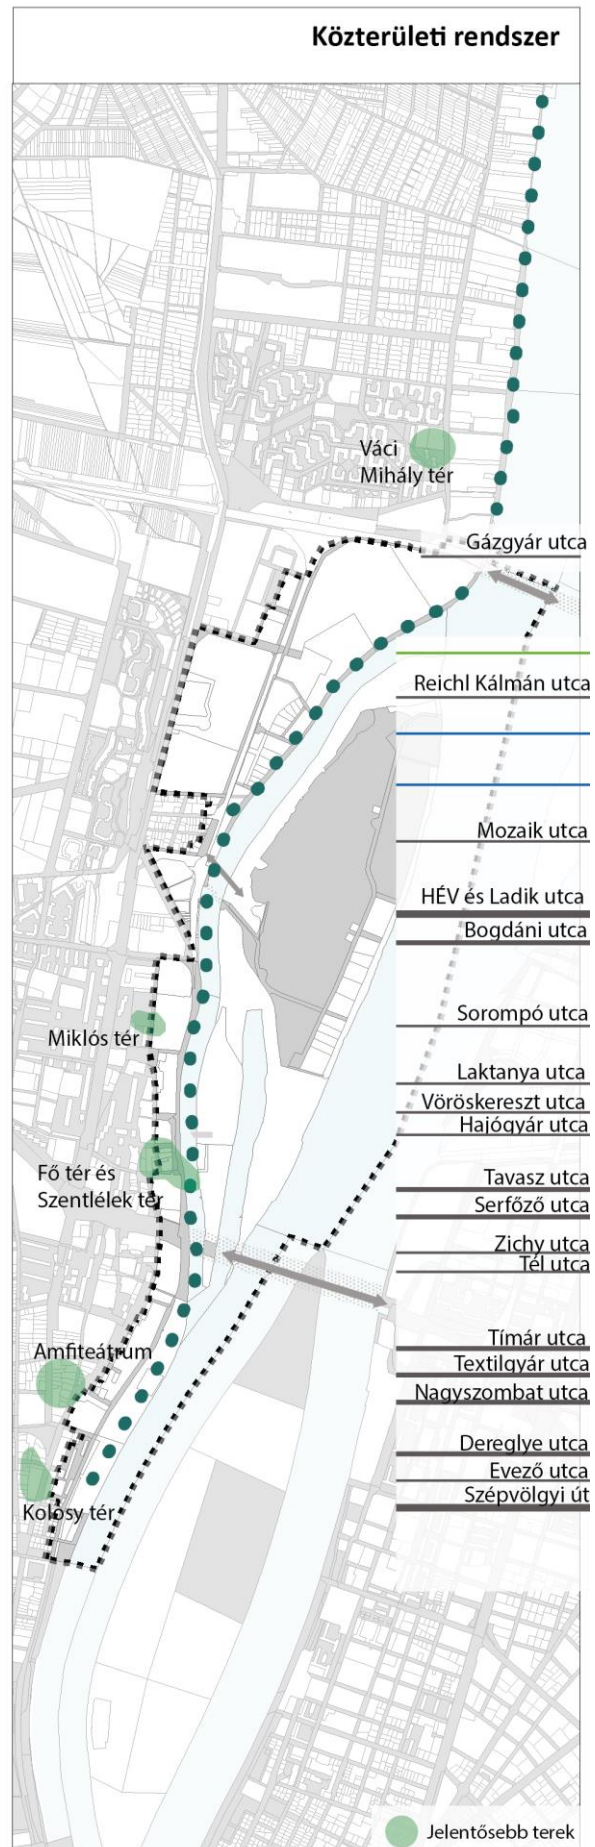 Közterületi rendszer
Váci
Mihály tér
Gázgyár utca
Reichl Kálmán utca
Mozaik utca
HÉV és Ladik utca
Bogdáni utca
Sorompó utca
Miklós tér
Laktanya utca
Vöröskereszt utca
Hajógyár utca
Fő tér és
Szentlélek tér
Tavasz utca
Serfőző utca
Zichy utca
Tél utca
Tímár utca
Amfiteátrum
Textilgyár utca
Nagyszombat utca
Dereglye utca
Evező utca
Szépvölgyi út
Kolosy tér
Jelentősebb terek